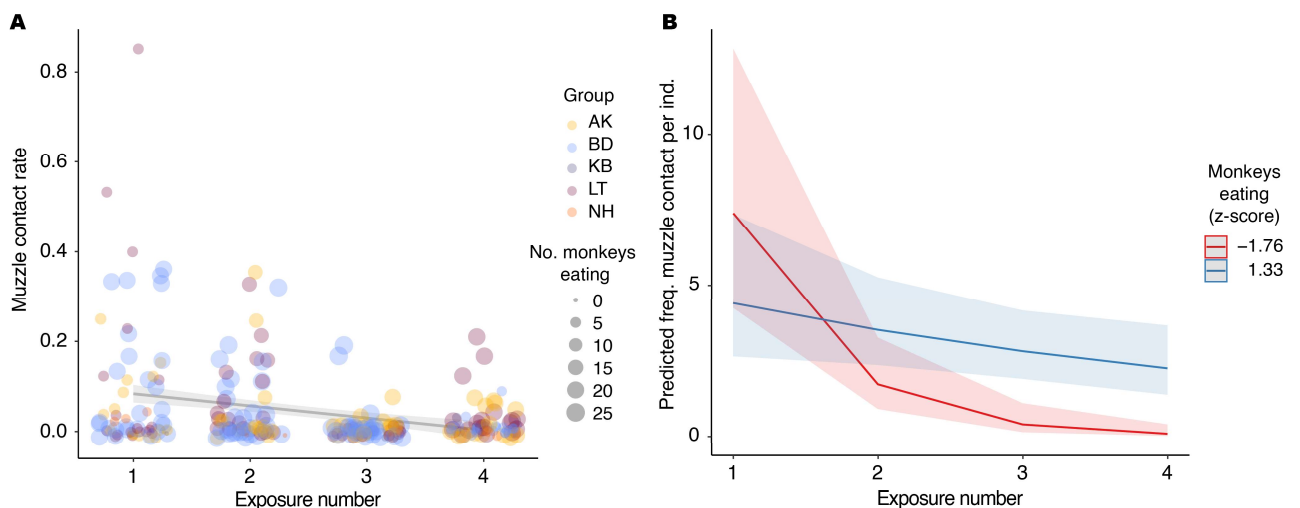 A
Muzzle contact rate
0.8
0.6
0.4
0.2
0.0
1 2 3 4
Exposure number
Group
AK
BD
KB
LT
NH
No. monkeys
eating
0
5
10
15
20
25
B
Predicted freq. muzzle contact per ind.
10
5
0
1 2 3 4
Exposure number
Monkeys
eating
(z-score)
−1.76
1.33